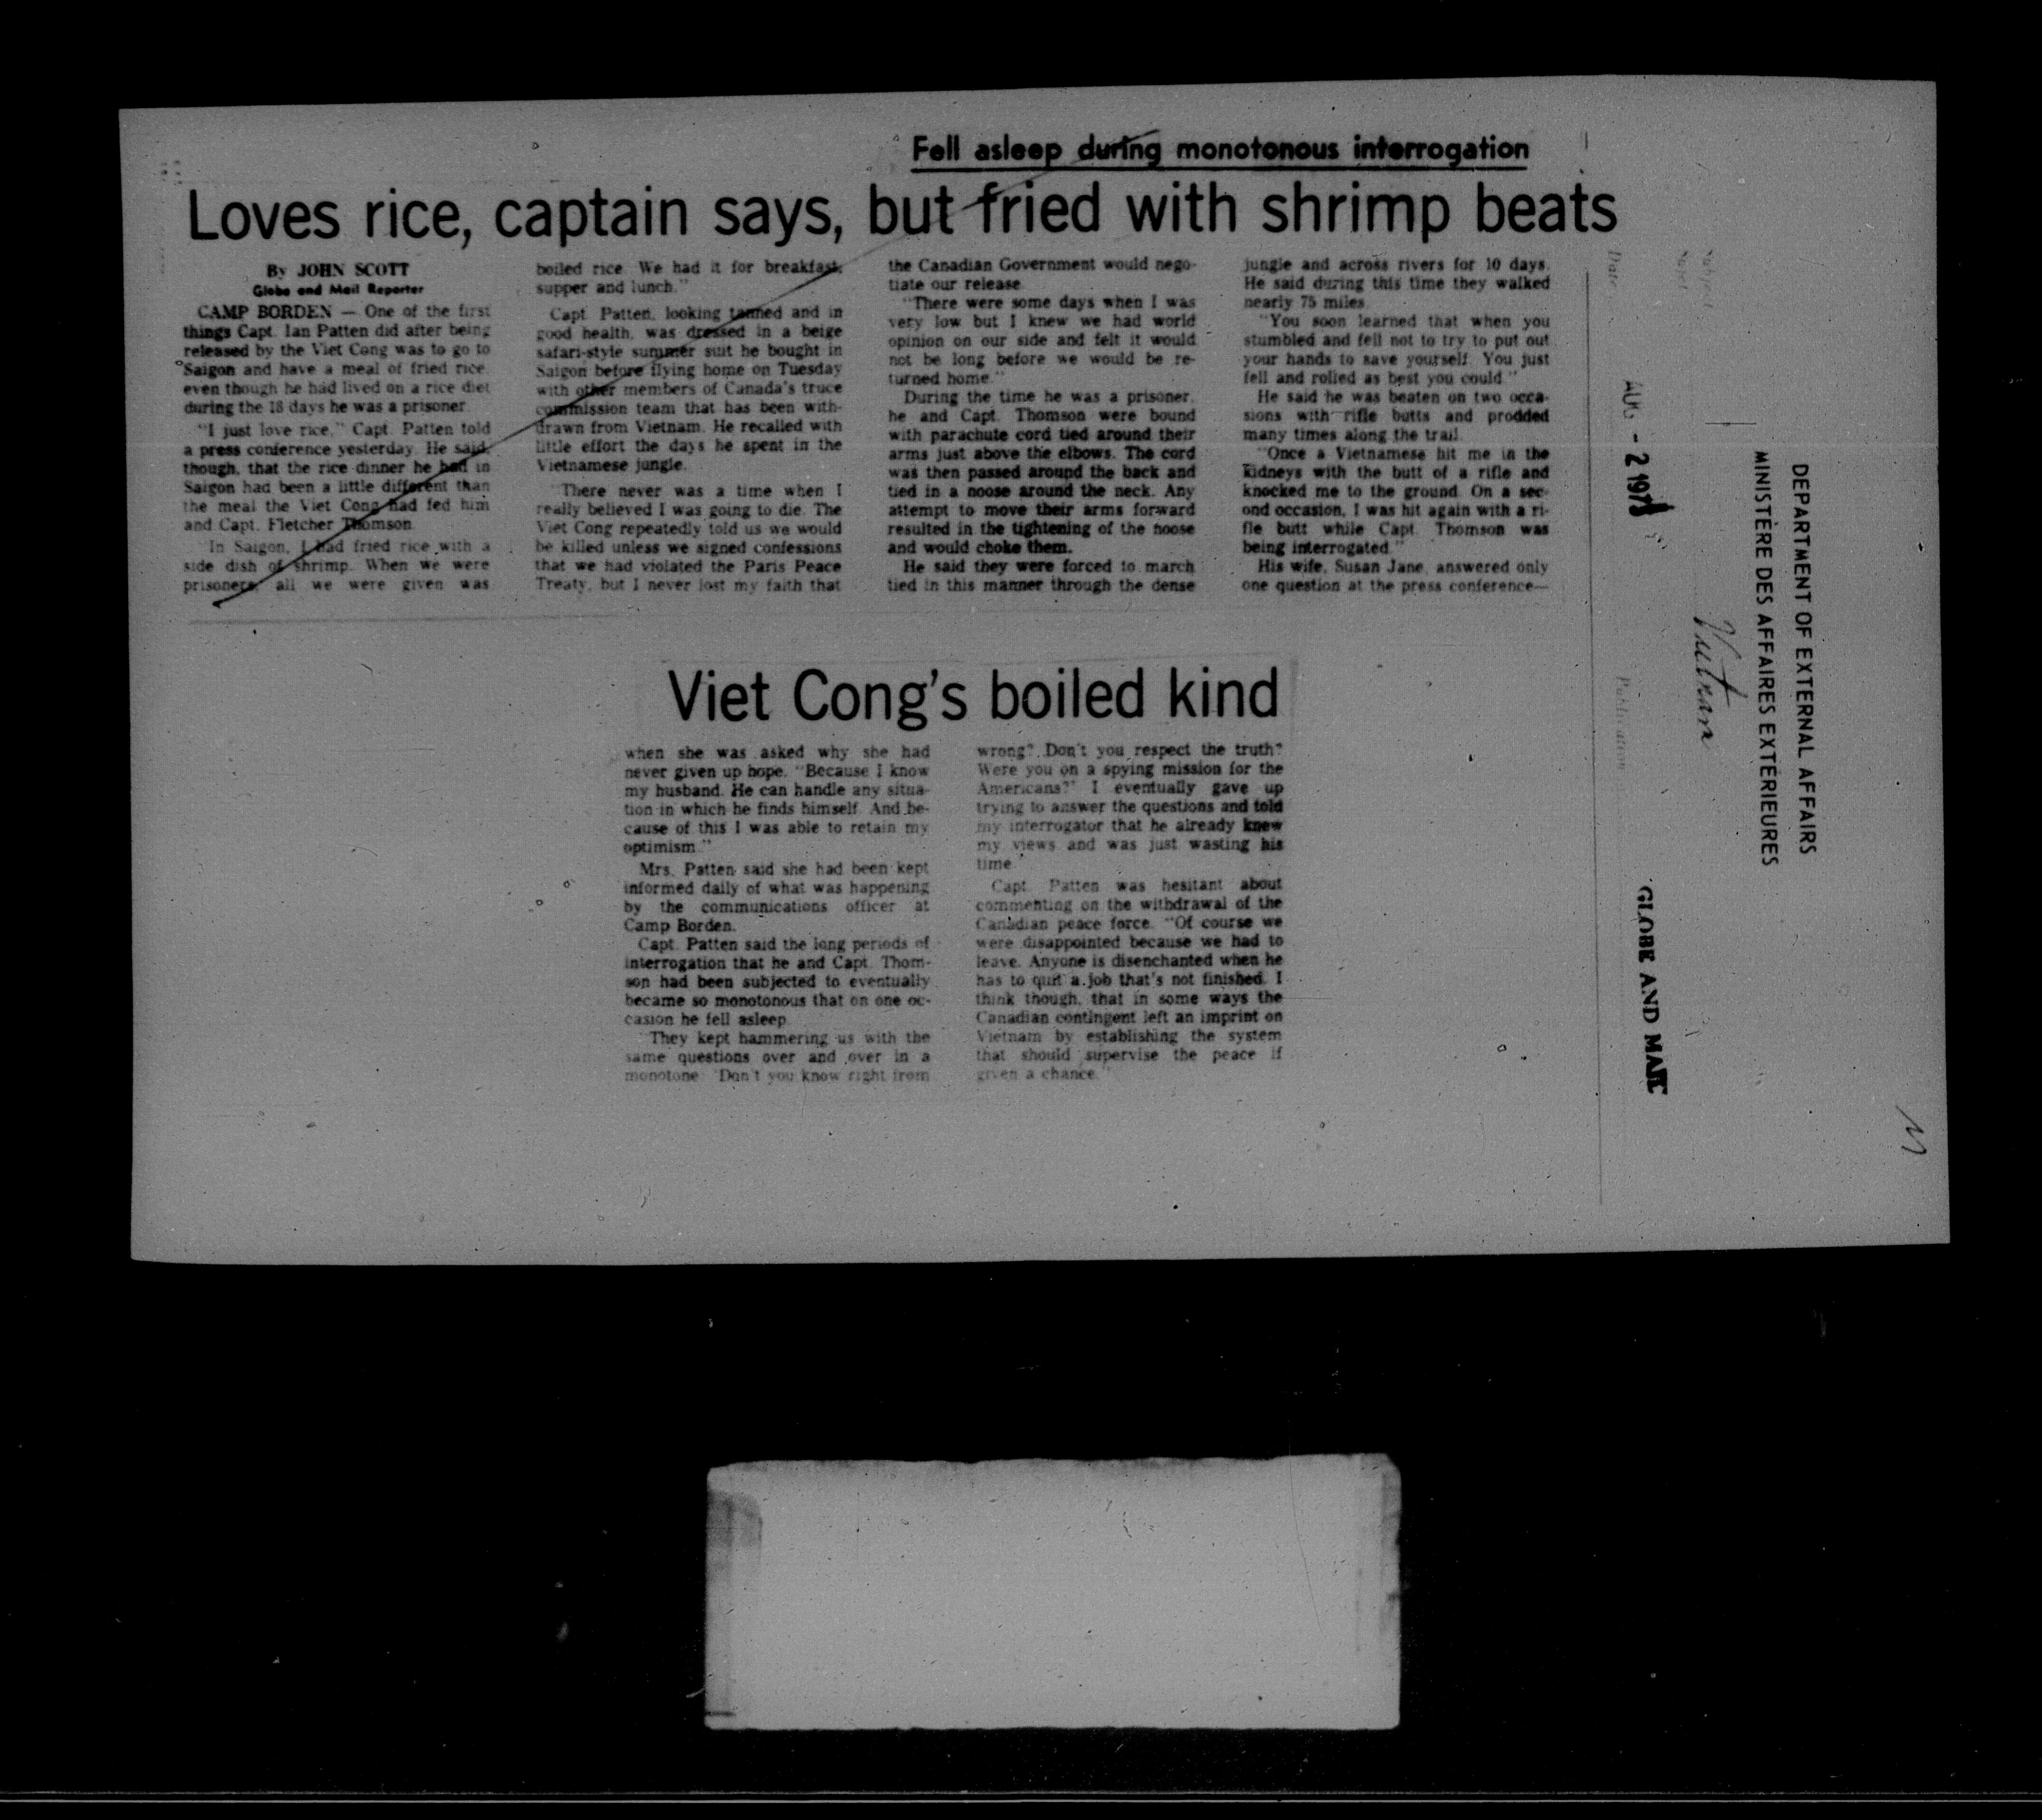 Fell asleep during monotonous interrogation
Loves rice, captain says, but fried with shrimp beats
By JOHN SCOTT
Globe and Mail Reporter
CAMP BORDEN — One of the first
things Capt. Ian Patten did after being
released by the Viet Cong was to go to
Saigon and have a meal of fried rice,
even though he had lived on a rice diet
during the 18 days he was a prisoner.
"I just love rice," Capt. Patten told
a press conference yesterday. He said,
though, that the rice dinner he had in
Saigon had been a little different than
the meal the Viet Cong had fed him
and Capt. Fletcher Thomson.
In Saigon, I had fried rice with a
side dish of shrimp. When we were
prisoners, all we were given was
boiled rice. We had it for breakfast,
supper and lunch."
Capt. Patten, looking tanned and in
good health, was dressed in a beige
safari-style summer suit he bought in
Saigon before flying home on Tuesday
with other members of Canada's truce
commission team that has been with-
drawn from Vietnam. He recalled with
little effort the days he spent in the
Vietnamese jungle.
"There never was a time when I
really believed I was going to die. The
Viet Cong repeatedly told us we would
be killed unless we signed confessions
that we had violated the Paris Peace
Treaty, but I never lost my faith that
the Canadian Government would nego-
tiate our release.
"There were some days when I was
very low but I knew we had world
opinion on our side and felt it would
not be long before we would be re-
turned home."
During the time he was a prisoner,
he and Capt. Thomson were bound
with parachute cord tied around their
arms just above the elbows. The cord
was then passed around the back and
tied in a noose around the neck. Any
attempt to move their arms forward
resulted in the tightening of the noose
and would choke them.
He said they were forced to march
tied in this manner through the dense
jungle and across rivers for 10 days.
He said during this time they walked
nearly 75 miles.
"You soon learned that when you
stumbled and fell not to try to put out
your hands to save yourself. You just
fell and rolled as best you could."
He said he was beaten on two occa-
sions with rifle butts and prodded
many times along the trail.
"Once a Vietnamese hit me in the
kidneys with the butt of a rifle and
knocked me to the ground. On a sec-
ond occasion, I was hit again with a ri-
fle butt while Capt. Thomson was
being interrogated."
His wife, Susan Jane, answered only
one question at the press conference—
Viet Cong's boiled kind
when she was asked why she had
never given up hope. "Because I know
my husband. He can handle any situa-
tion in which he finds himself. And be-
cause of this I was able to retain my
optimism."
Mrs. Patten said she had been kept
informed daily of what was happening
by the communications officer at
Camp Borden.
Capt. Patten said the long periods of
interrogation that he and Capt. Thom-
son had been subjected to eventually
became so monotonous that on one oc-
casion he fell asleep.
"They kept hammering us with the
same questions over and over in a
monotone: 'Don't you know right from
wrong? Don't you respect the truth?
Were you on a spying mission for the
Americans?' I eventually gave up
trying to answer the questions and told
my interrogator that he already knew
my views and was just wasting his
time."
Capt. Patten was hesitant about
commenting on the withdrawal of the
Canadian peace force. "Of course we
were disappointed because we had to
leave. Anyone is disenchanted when he
has to quit a job that's not finished. I
think though, that in some ways the
Canadian contingent left an imprint on
Vietnam by establishing the system
that should supervise the peace if
given a chance."
DEPARTMENT OF EXTERNAL AFFAIRS
MINISTÈRE DES AFFAIRES EXTÉRIEURES
Subject
Sujet
Vietnam
Date
AUG - 2 1973
Publication
GLOBE AND MAIL